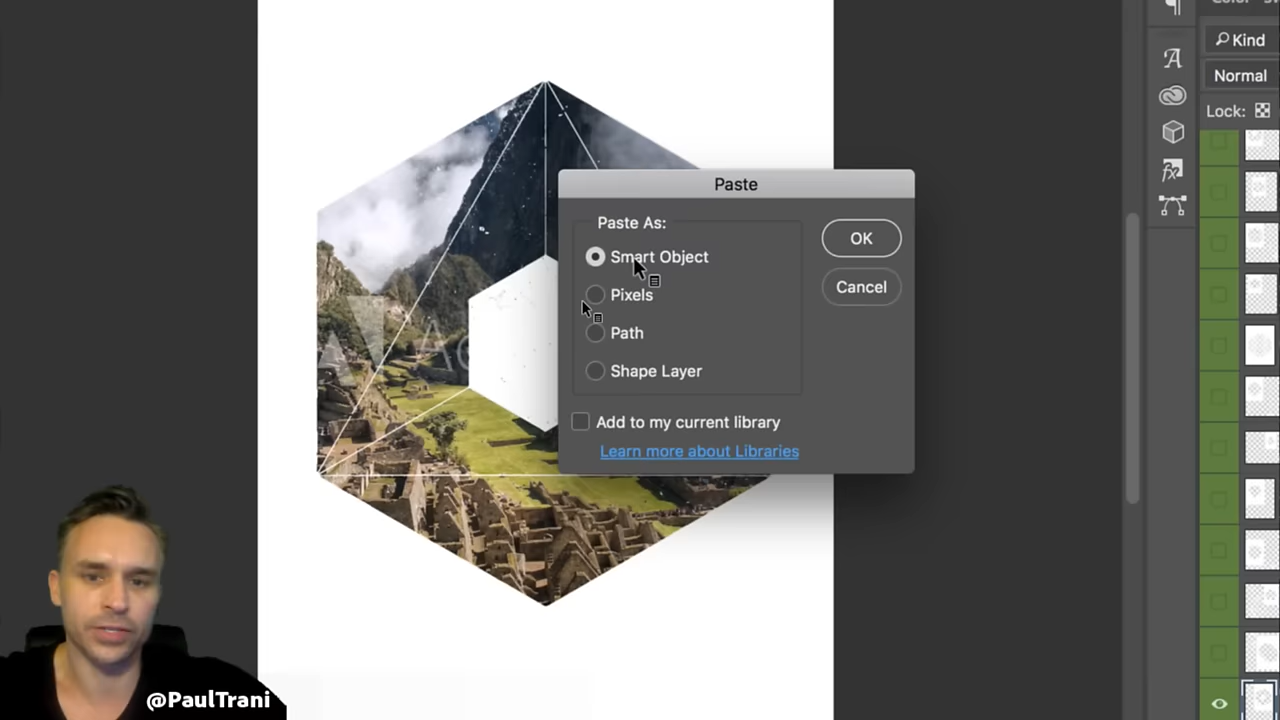 Kind
Normal
Lock:
Paste
Paste As:
Smart Object
OK
Pixels
Cancel
Path
Shape Layer
Add to my current library
Learn more about Libraries
@PaulTrani